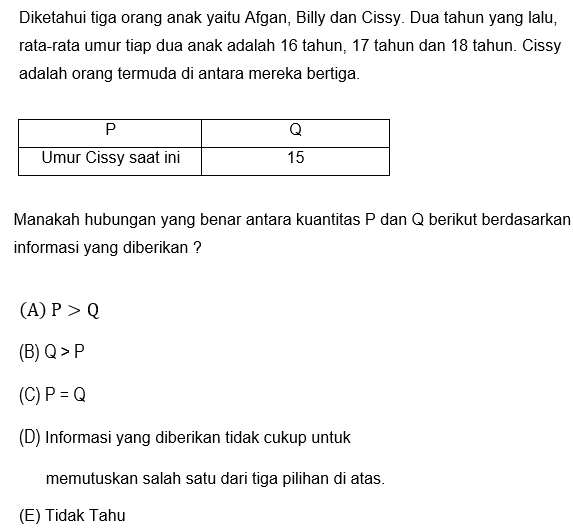 Diketahui tiga orang anak yaitu Afgan, Billy dan Cissy. Dua tahun yang lalu,
rata-rata umur tiap dua anak adalah 16 tahun, 17 tahun dan 18 tahun. Cissy
adalah orang termuda di antara mereka bertiga.
P Q
Umur Cissy saat ini 15
Manakah hubungan yang benar antara kuantitas P dan Q berikut berdasarkan
informasi yang diberikan ?
(A) P > Q
(B) Q > P
(C) P = Q
(D) Informasi yang diberikan tidak cukup untuk
memutuskan salah satu dari tiga pilihan di atas.
(E) Tidak Tahu